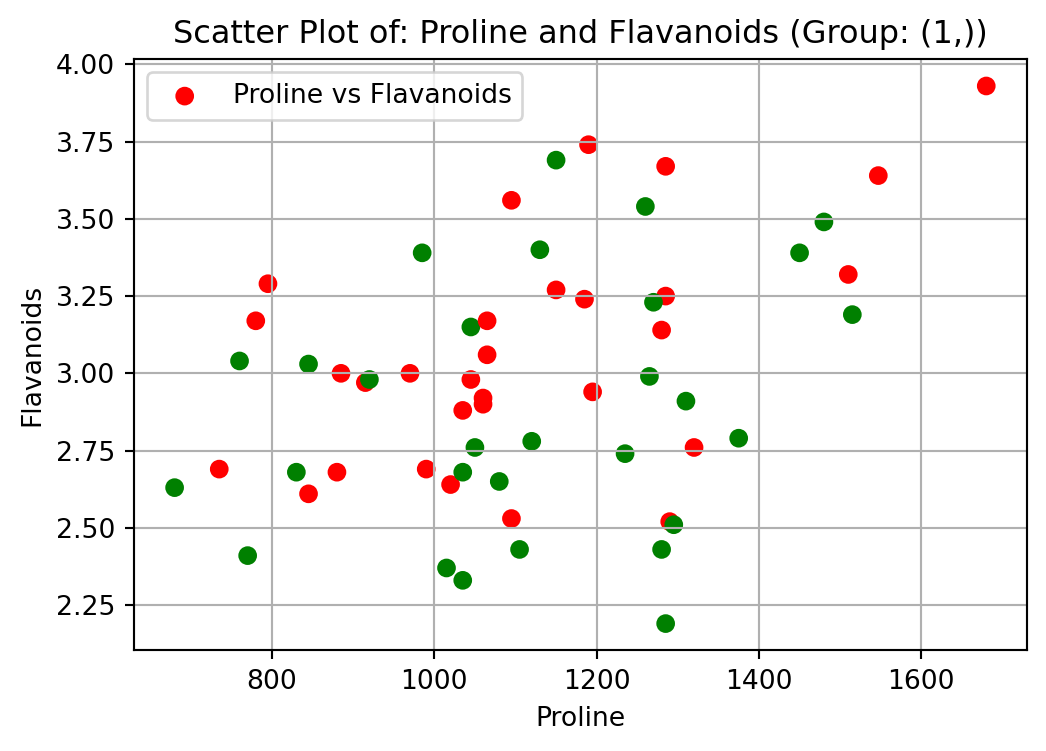 Scatter Plot of: Proline and Flavanoids (Group: (1,))
Proline vs Flavanoids
4.00
3.75
3.50
3.25
3.00
2.75
2.50
2.25
Flavanoids
800 1000 1200 1400 1600
Proline